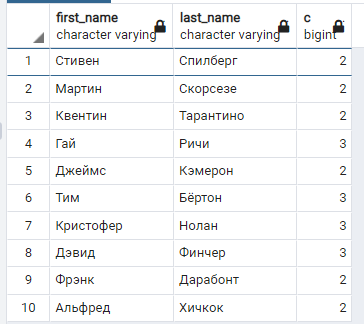 first_name last_name c
character varying character varying bigint
1 Стивен Спилберг 2
2 Мартин Скорсезе 2
3 Квентин Тарантино 2
4 Гай Ричи 3
5 Джеймс Кэмерон 2
6 Тим Бёртон 3
7 Кристофер Нолан 3
8 Дэвид Финчер 3
9 Фрэнк Дарабонт 2
10 Альфред Хичкок 2